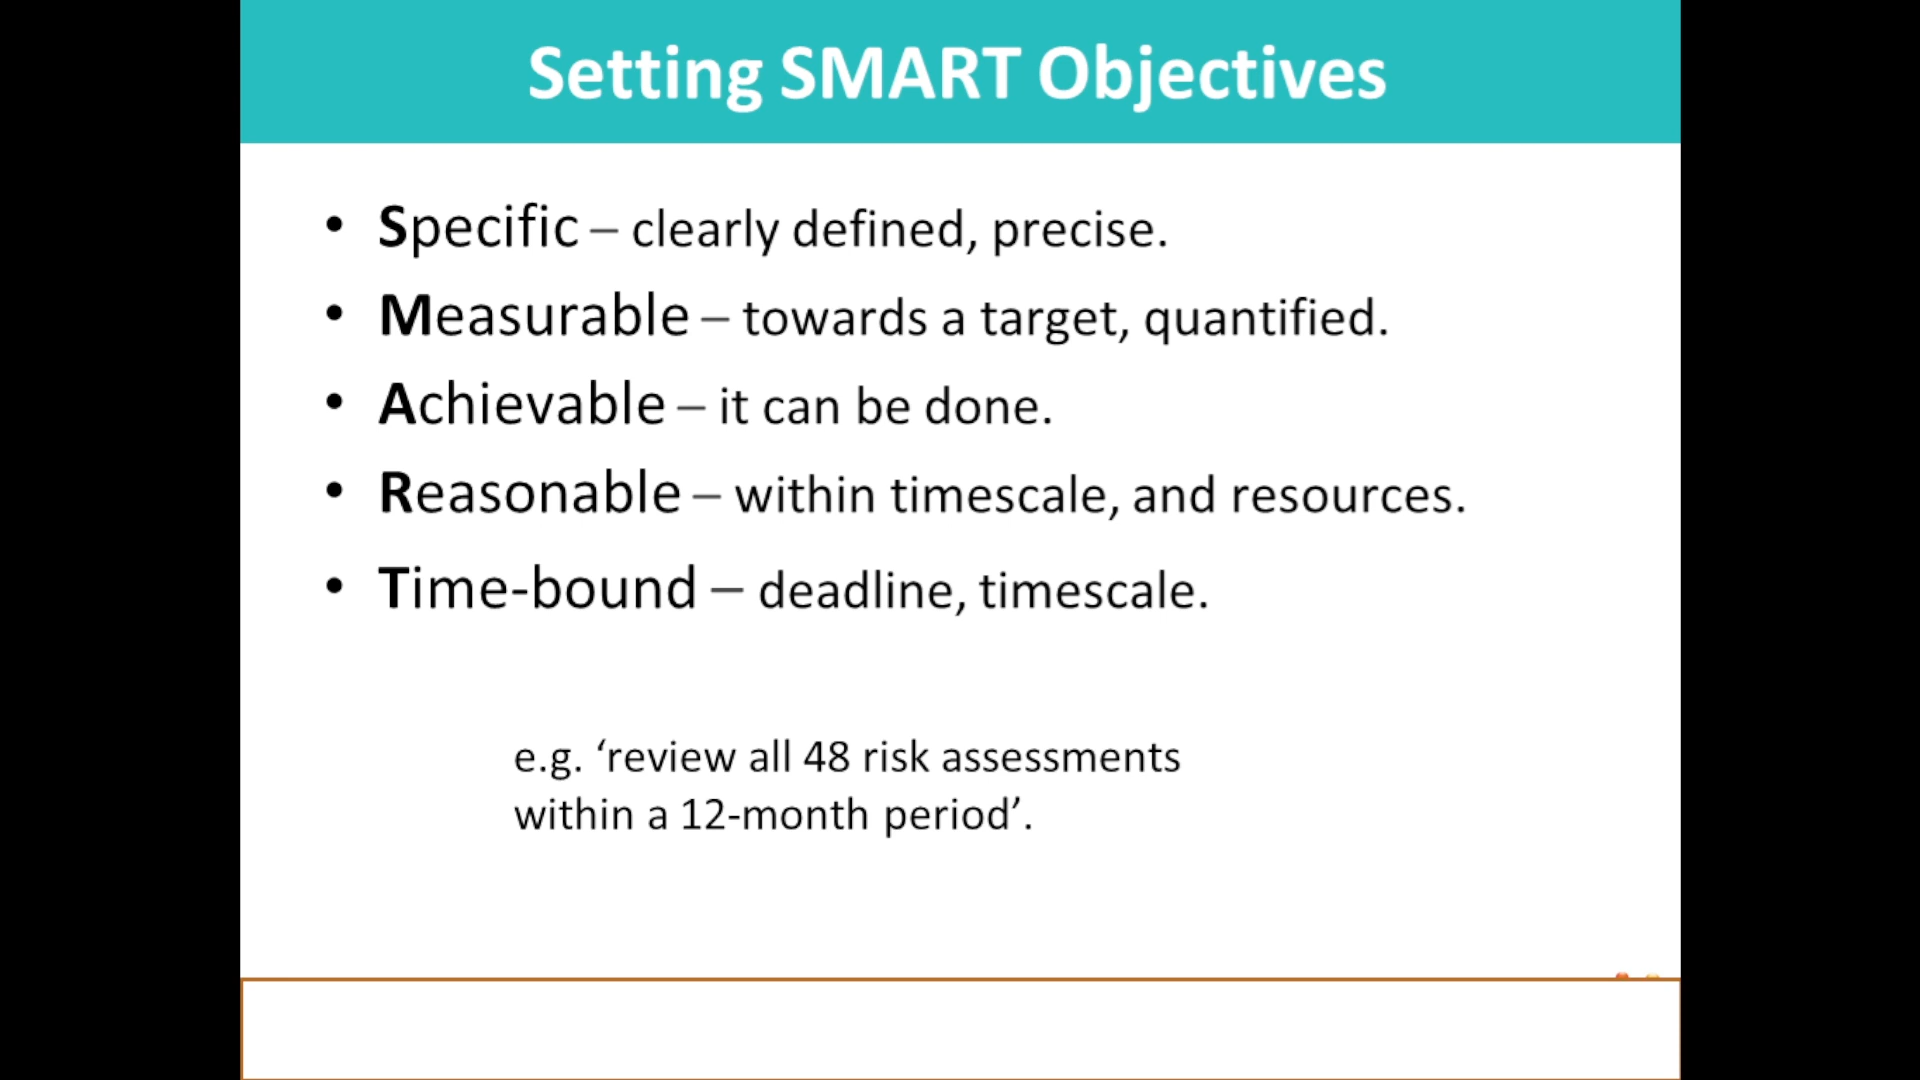 Setting SMART Objectives
• Specific – clearly defined, precise.
• Measurable – towards a target, quantified.
• Achievable – it can be done.
• Reasonable – within timescale, and resources.
• Time-bound – deadline, timescale.
e.g. ‘review all 48 risk assessments
within a 12-month period’.